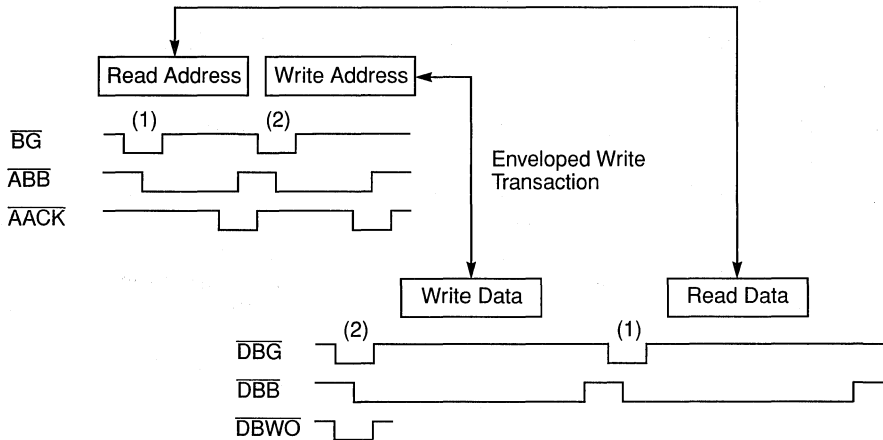 Read Address
Write Address
(1)
(2)
BG
ABB
AACK
Enveloped Write
Transaction
Write Data
Read Data
(2)
(1)
DBG
DBB
DBWO